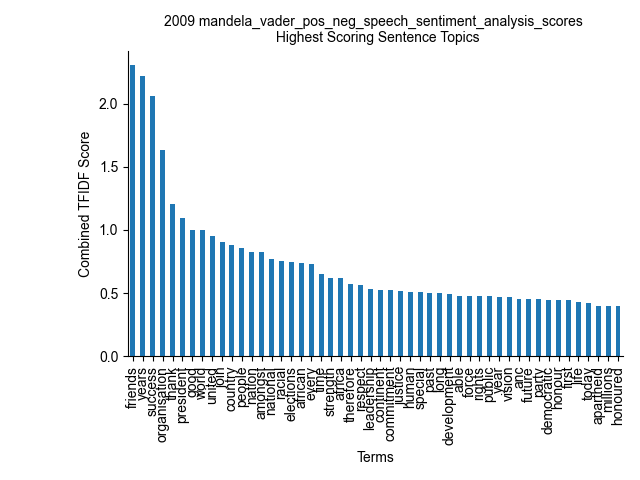 2009 mandela_vader_pos_neg_speech_sentiment_analysis_scores
Highest Scoring Sentence Topics
Combined TFIDF Score
2.0
1.5
1.0
0.5
0.0
friends
years
success
organisation
thank
president
good
world
united
join
country
people
nation
amongst
national
racial
elections
african
every
time
strength
africa
therefore
respect
leadership
continent
commitment
justice
human
special
past
long
development
able
force
rights
public
year
vision
anc
future
party
democratic
honour
first
life
today
apartheid
millions
honoured
Terms